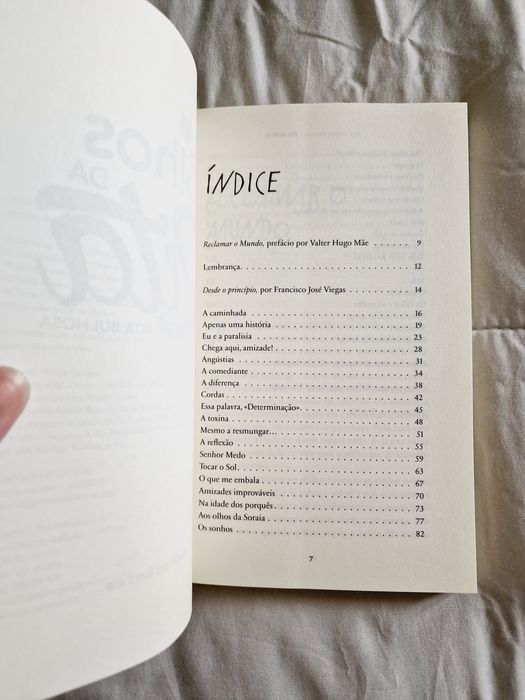 ÍNDICE
Reclamar o Mundo, prefácio por Valter Hugo Mãe . . . . . . 9
Lembrança. . . . . . . . . . . . . . . . . . . . . . . . . . . 12
Desde o princípio, por Francisco José Viegas . . . . . . . . . 14
A caminhada . . . . . . . . . . . . . . . . . . . . . . . . . . 16
Apenas uma história . . . . . . . . . . . . . . . . . . . . . . 19
Eu e a paralisia . . . . . . . . . . . . . . . . . . . . . . . . 23
Chega aqui, amizade! . . . . . . . . . . . . . . . . . . . . . . 28
Angústias . . . . . . . . . . . . . . . . . . . . . . . . . . . 31
A comediante . . . . . . . . . . . . . . . . . . . . . . . . . . 34
A diferença . . . . . . . . . . . . . . . . . . . . . . . . . . 38
Cordas . . . . . . . . . . . . . . . . . . . . . . . . . . . . . 42
Essa palavra, «Determinação». . . . . . . . . . . . . . . . . . 45
A toxina . . . . . . . . . . . . . . . . . . . . . . . . . . . . 48
Mesmo a resmungar… . . . . . . . . . . . . . . . . . . . . . . 51
A reflexão . . . . . . . . . . . . . . . . . . . . . . . . . . . 55
Senhor Medo . . . . . . . . . . . . . . . . . . . . . . . . . . 59
Tocar o Sol. . . . . . . . . . . . . . . . . . . . . . . . . . . 63
O que me embala . . . . . . . . . . . . . . . . . . . . . . . . 67
Amizades improváveis . . . . . . . . . . . . . . . . . . . . . . 70
Na idade dos porquês . . . . . . . . . . . . . . . . . . . . . . 73
Aos olhos da Soraia . . . . . . . . . . . . . . . . . . . . . . 77
Os sonhos . . . . . . . . . . . . . . . . . . . . . . . . . . . 82
7